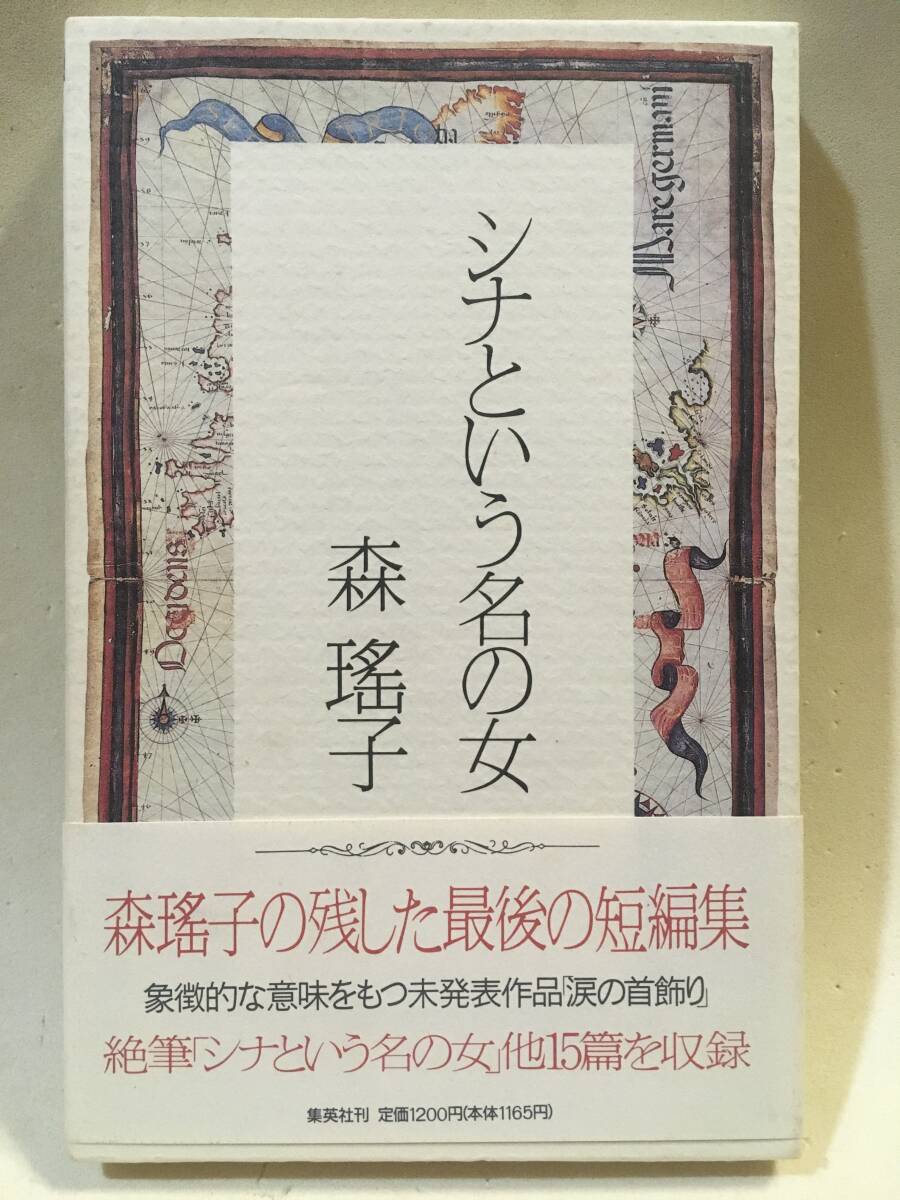 シナという名の女
森瑤子
森瑤子の残した最後の短編集
象徴的な意味をもつ未発表作品「涙の首飾り」
絶筆「シナという名の女」他15篇を収録
集英社刊 定価1200円(本体1165円)